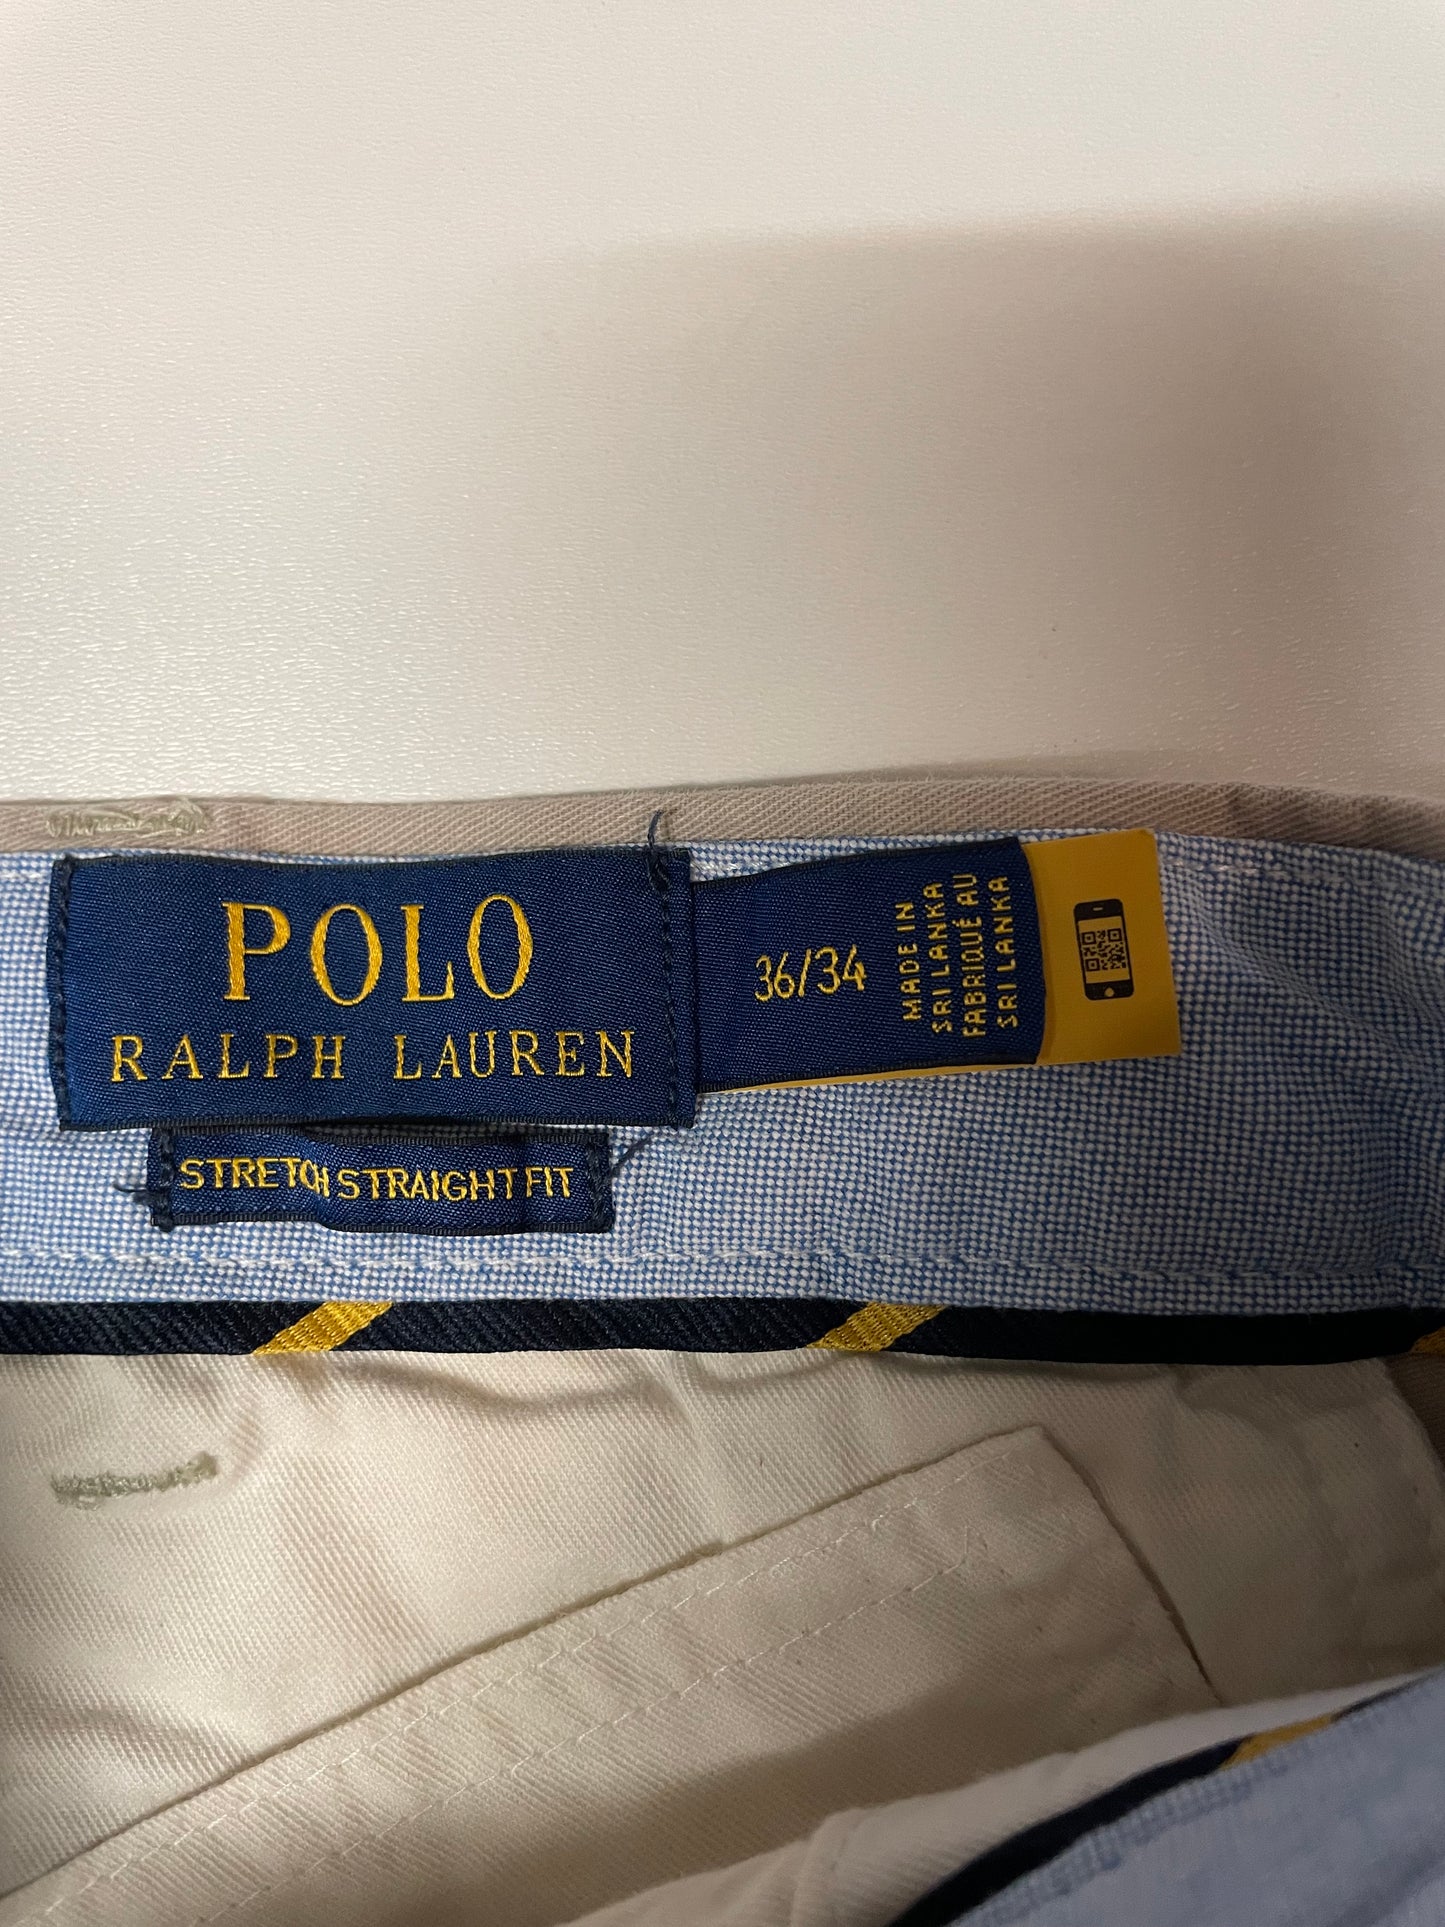 POLO
RALPH LAUREN
STRETCH STRAIGHT FIT
36/34
MADE IN
SRI LANKA
FABRIQUÉ AU
SRI LANKA